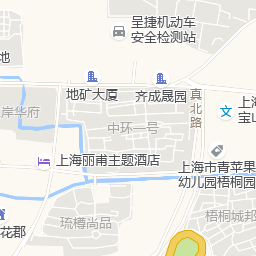 呈捷机动车
安全检测站
地
地矿大厦
齐成晟园
真北路
上海
宝山
岸华府
中环一号
上海丽甫主题酒店
上海市青苹果
幼儿园梧桐园
琉樽尚品
梧桐城邦
花郡